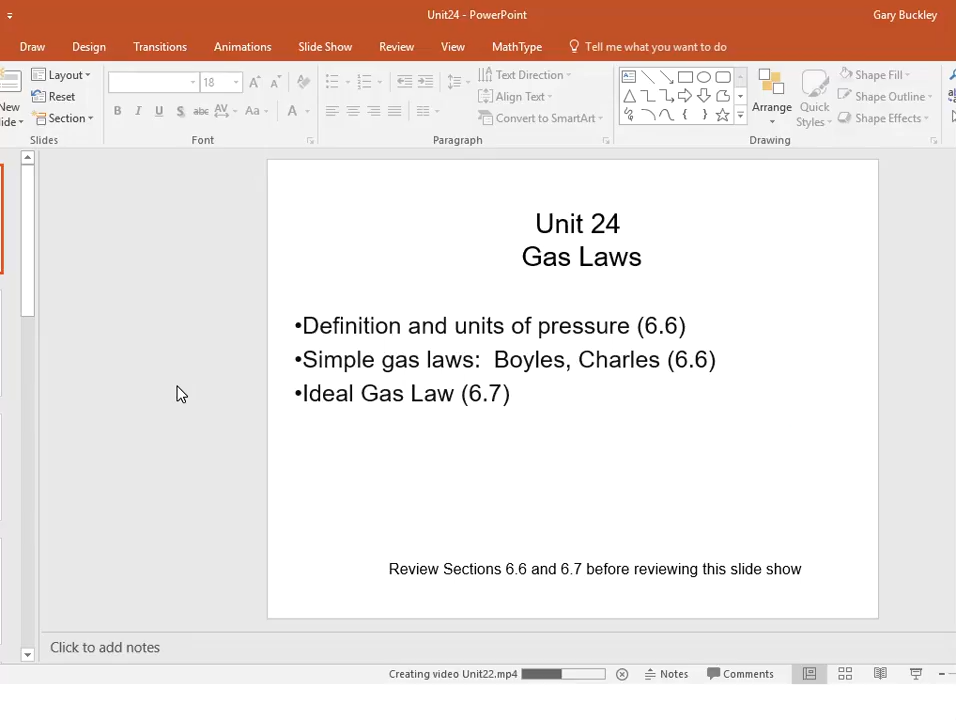 Unit24 - PowerPoint
Gary Buckley
Draw Design Transitions Animations Slide Show Review View MathType Tell me what you want to do
Layout
Reset
Section
Slides
18
B I U S abc AV Aa A
Font
Text Direction
Align Text
Convert to SmartArt
Paragraph
Arrange
Quick
Styles
Shape Fill
Shape Outline
Shape Effects
Drawing
Unit 24
Gas Laws
•Definition and units of pressure (6.6)
•Simple gas laws:  Boyles, Charles (6.6)
•Ideal Gas Law (6.7)
Review Sections 6.6 and 6.7 before reviewing this slide show
Click to add notes
Creating video Unit22.mp4 Notes Comments